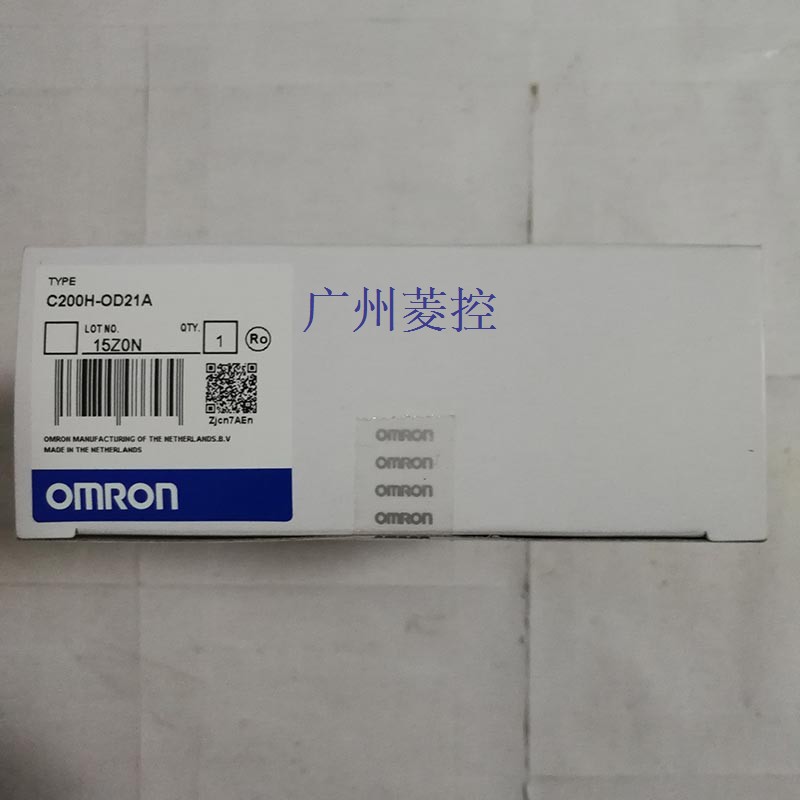 TYPE
C200H-OD21A
广州菱控
LOT NO.
QTY.
15Z0N
1
Ro
Zjcn7AEn
OMRON MANUFACTURING OF THE NETHERLANDS.B.V
MADE IN THE NETHERLANDS
OMRON
OMRON
OMRON
OMRON
OMRON